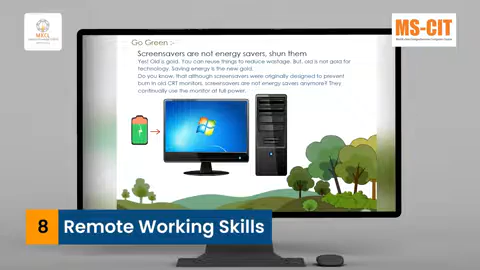 MKCL
MS-CIT
Go Green :-
Screensavers are not energy savers, shun them
Yes! Old is gold. You can reuse things to reduce wastage. But, old is not gold for
technology. Saving energy is the new gold.
Do you know, that although screensavers were originally designed to prevent
burn in old CRT monitors, screensavers are not energy savers anymore? They
continually use the monitor at full power.
8 Remote Working Skills